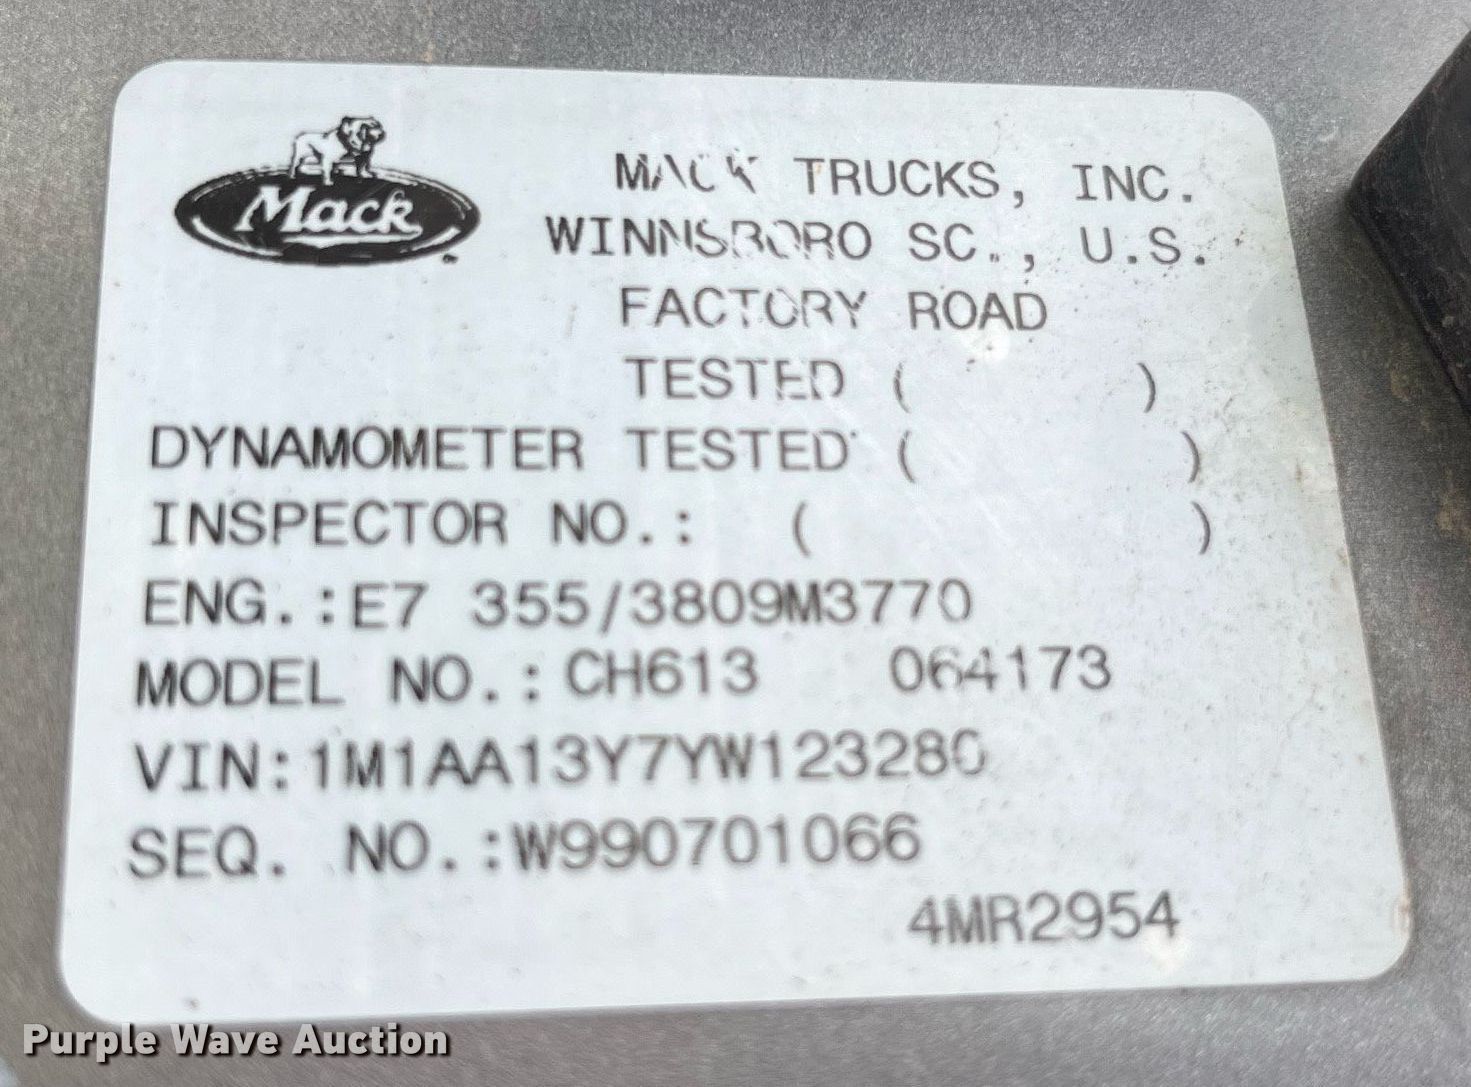 Mack
MACK TRUCKS, INC.
WINNSBORO SC., U.S.
FACTORY ROAD
TESTED ( )
DYNAMOMETER TESTED ( )
INSPECTOR NO.: ( )
ENG.:E7 355/3809M3770
MODEL NO.:CH613 064173
VIN:1M1AA13Y7YW123280
SEQ. NO.:W990701066
4MR2954
Purple Wave Auction